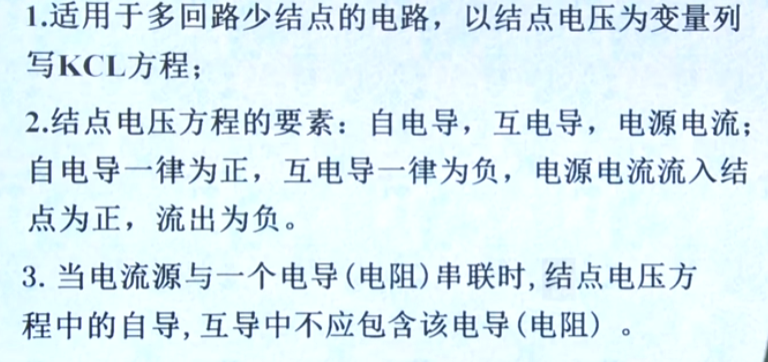 1.适用于多回路少结点的电路，以结点电压为变量列
写KCL方程；
2.结点电压方程的要素：自电导，互电导，电源电流；
自电导一律为正，互电导一律为负，电源电流流入结
点为正，流出为负。
3. 当电流源与一个电导(电阻)串联时,结点电压方
程中的自导,互导中不应包含该电导(电阻) 。